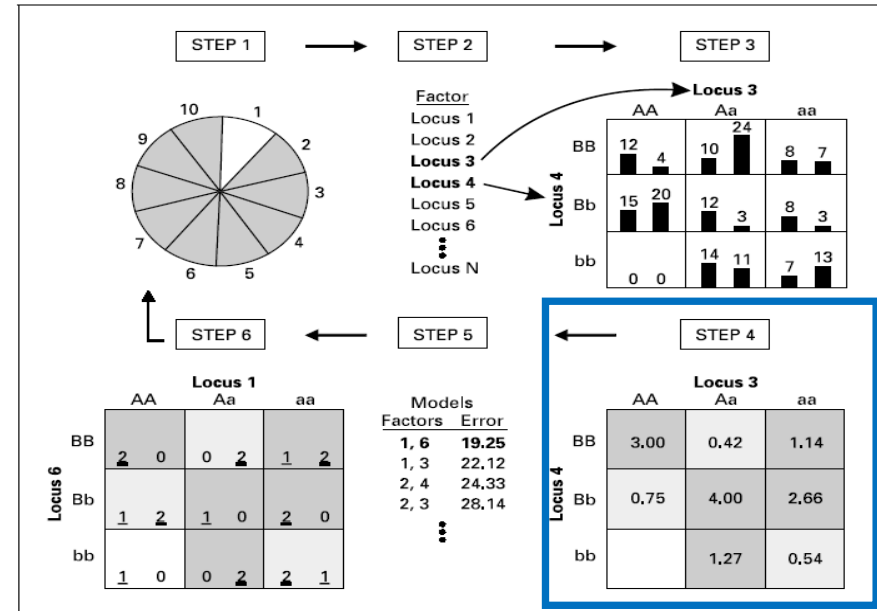 STEP 1
STEP 2
STEP 3
10 1
9 2
8 3
7 4
6 5
Factor
Locus 1
Locus 2
Locus 3
Locus 4
Locus 5
Locus 6
Locus N
Locus 3
AA Aa aa
Locus 4
BB 12 4 10 24 8 7
Bb 15 20 12 3 8 3
bb 0 0 14 11 7 13
STEP 6
STEP 5
STEP 4
Locus 1
AA Aa aa
Locus 6
BB 2 0 0 2 1 2
Bb 1 2 1 0 2 0
bb 1 0 0 2 2 1
Models
Factors Error
1, 6 19.25
1, 3 22.12
2, 4 24.33
2, 3 28.14
Locus 3
AA Aa aa
Locus 4
BB 3.00 0.42 1.14
Bb 0.75 4.00 2.66
bb 1.27 0.54